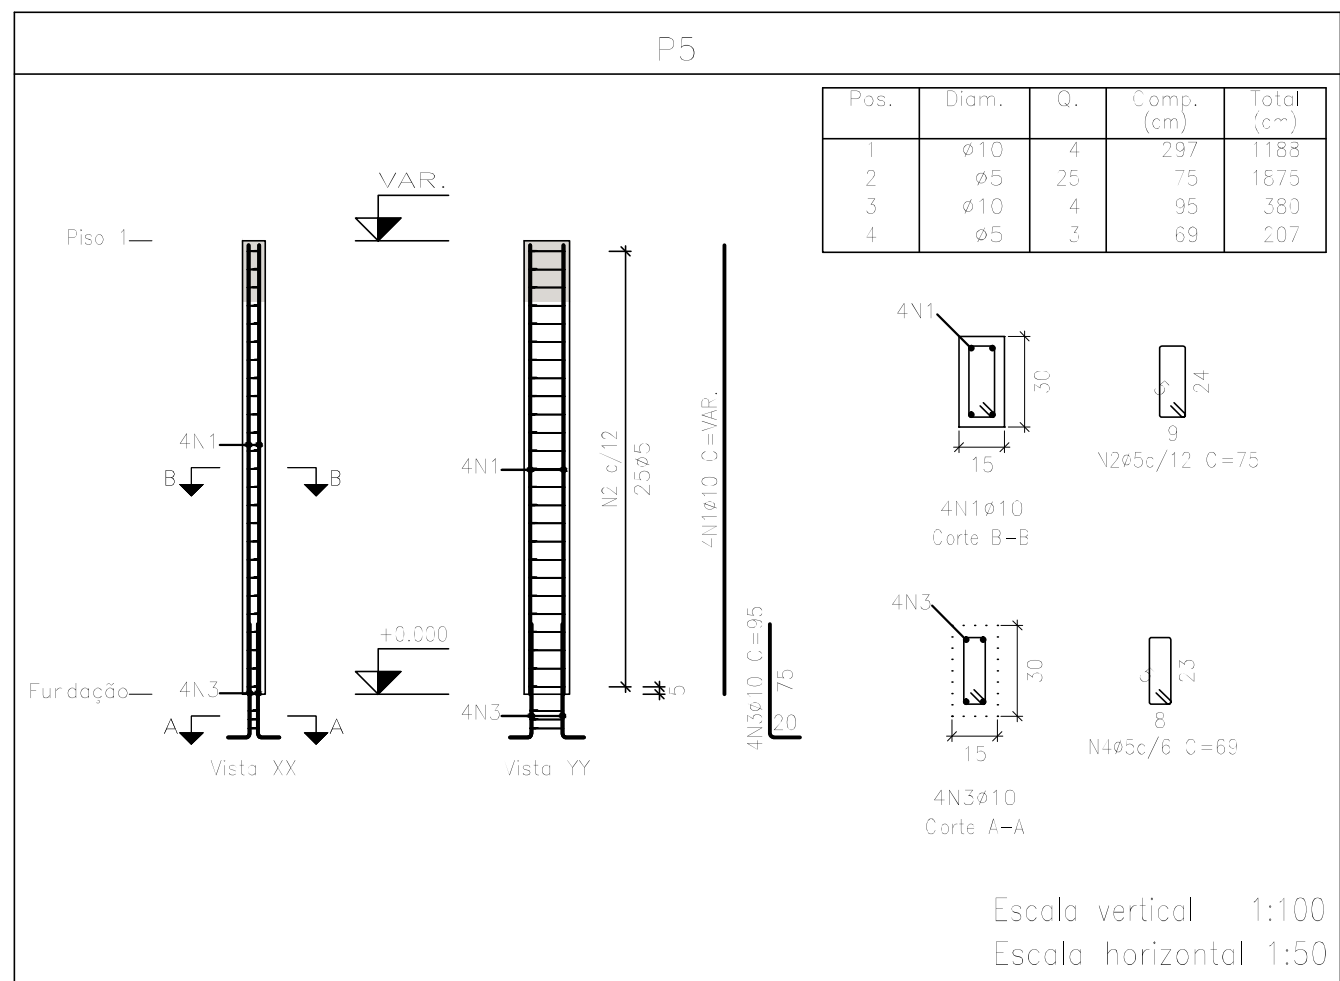 P5
Pos. Diam. Q. Comp. (cm) Total (cm)
1 ø10 4 297 1188
2 ø5 25 75 1875
3 ø10 4 95 380
4 ø5 3 69 207
VAR.
Piso 1
4N1
B B
+0.000
Fundação
4N3
A A
Vista XX
4N1
4N3
Vista YY
N2 c/12
25ø5
5
4N1ø10 C=VAR.
4N3ø10 C=95
75
20
4N1
30
15
4N1ø10
Corte B-B
24
9
N2ø5c/12 C=75
4N3
30
15
4N3ø10
Corte A-A
23
8
N4ø5c/6 C=69
Escala vertical 1:100
Escala horizontal 1:50